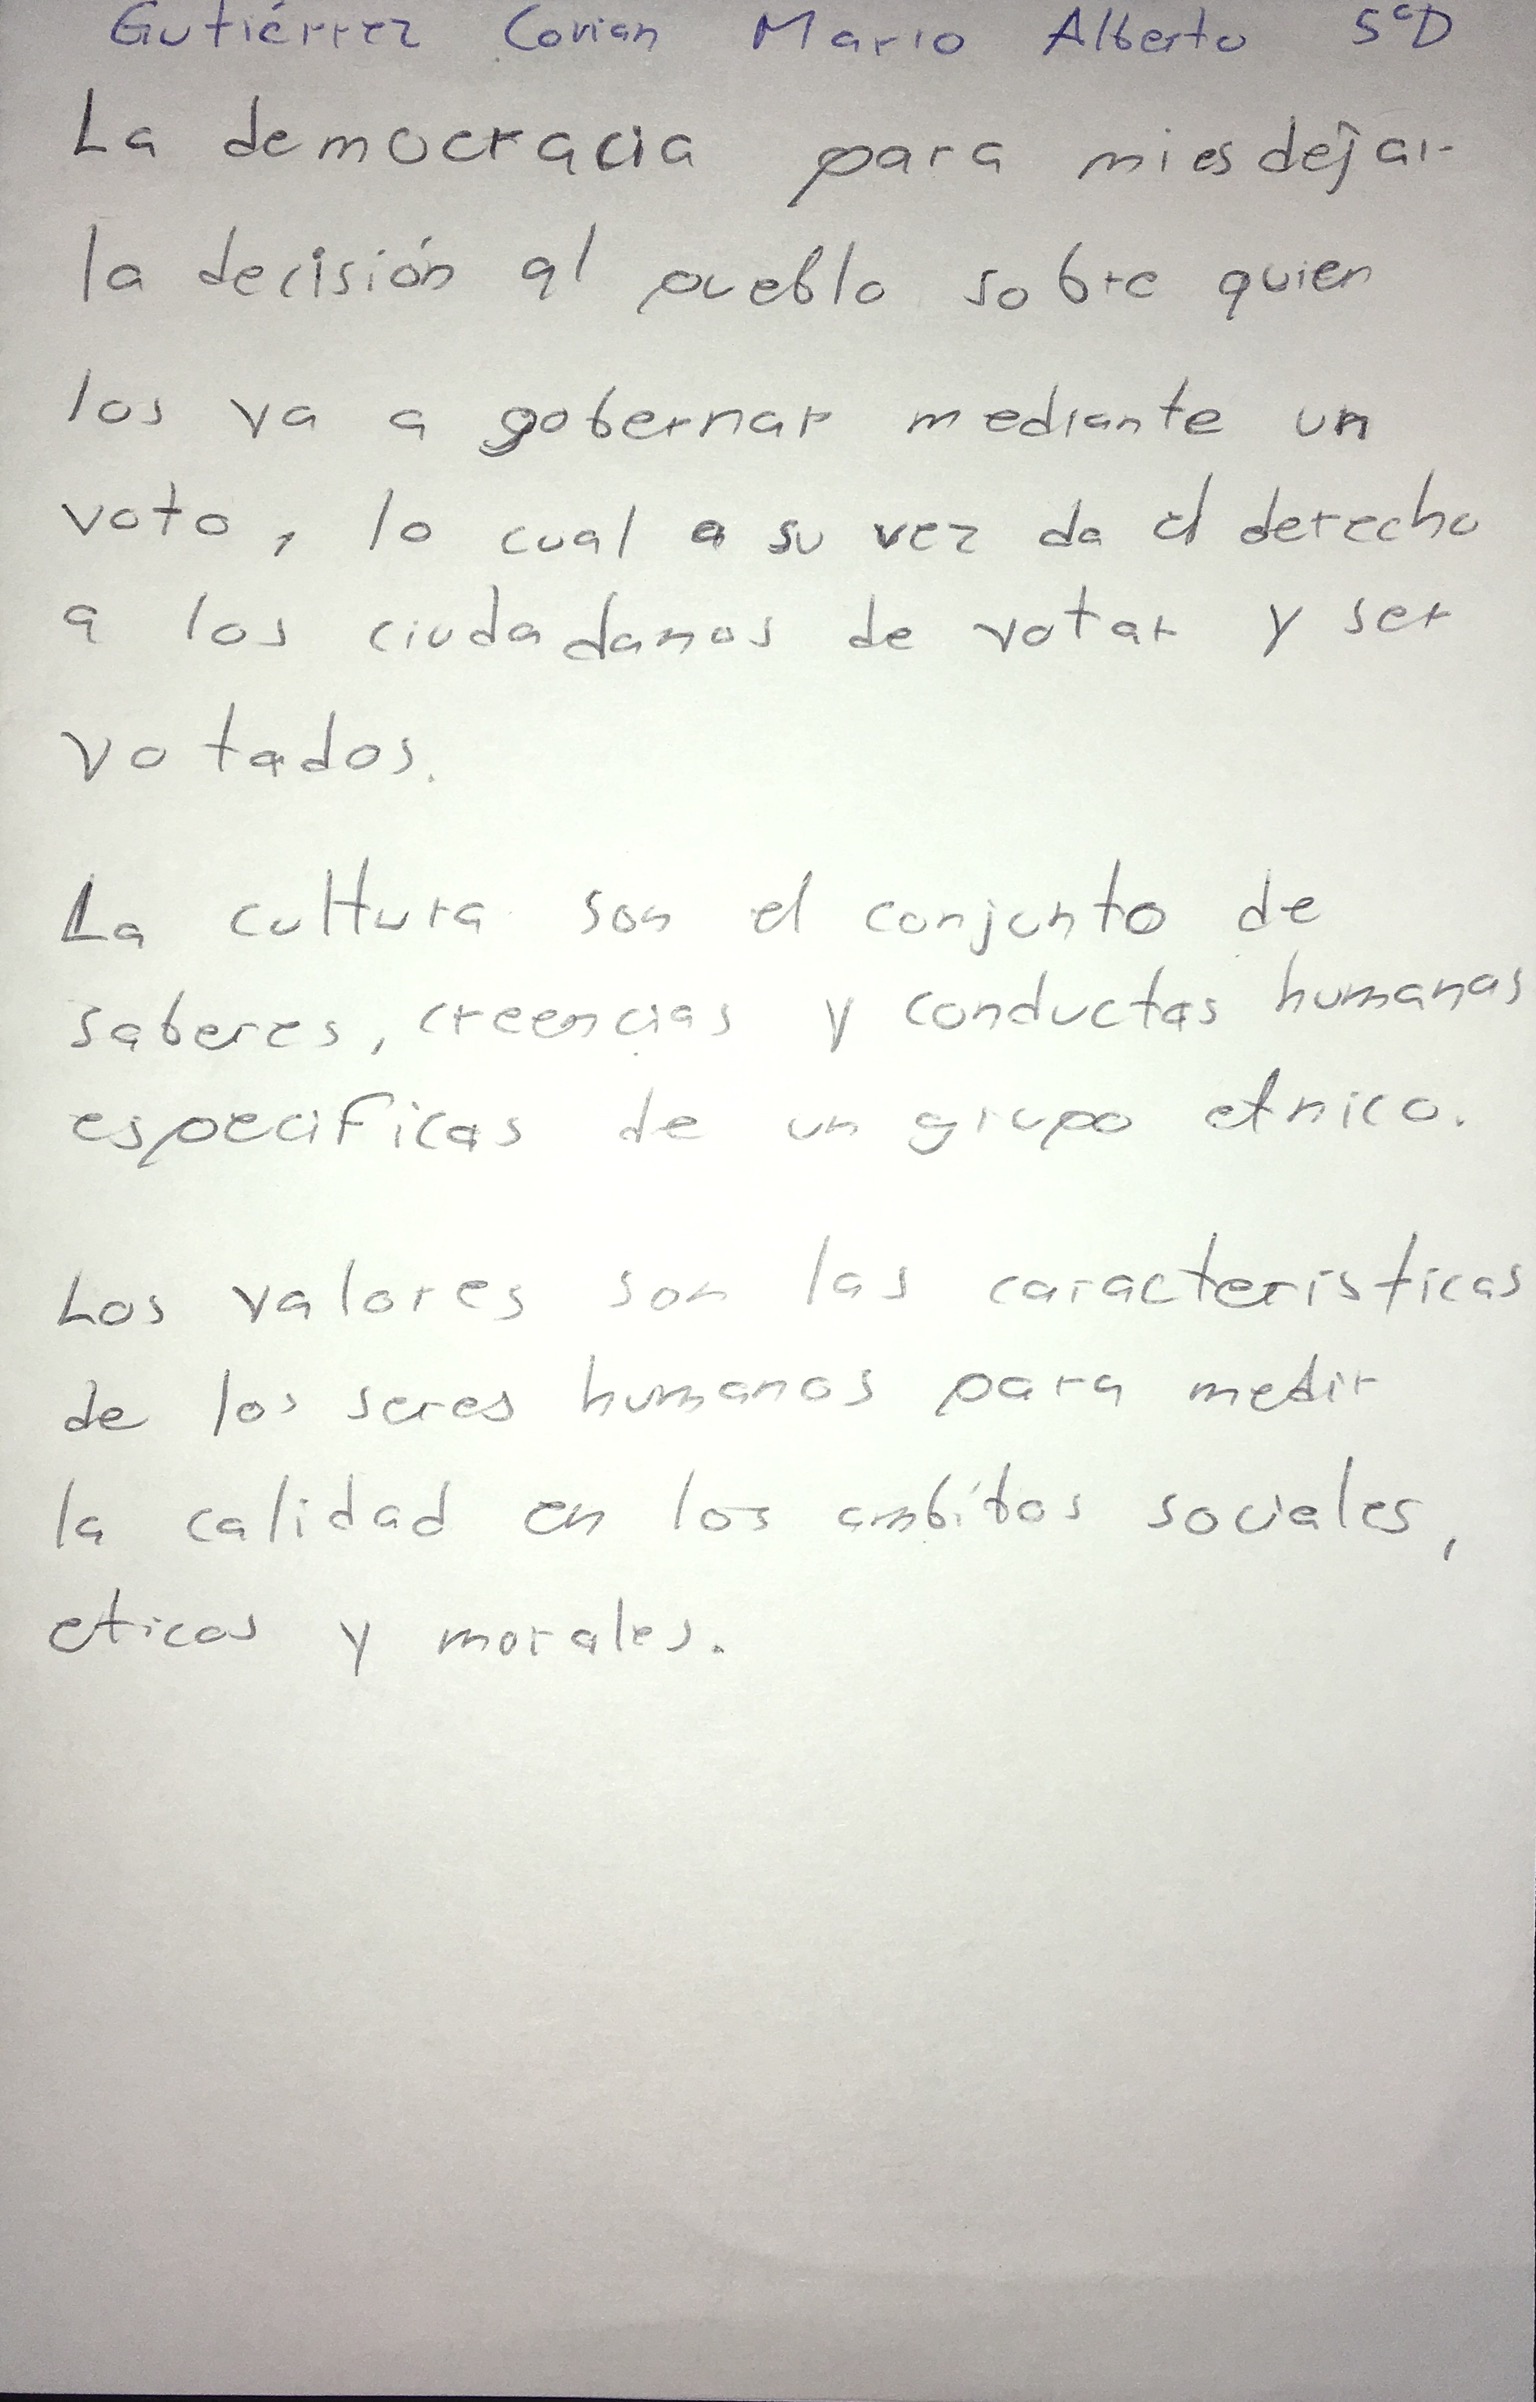 Gutiérrez Covian Mario Alberto 5°D
La democracia para mi es dejar
la decisión al pueblo sobre quien
los va a gobernar mediante un
voto, lo cual a su vez da el derecho
a los ciudadanos de votar y ser
votados.
La cultura son el conjunto de
saberes, creencias y conductas humanas
especificas de un grupo etnico.
Los valores son las caracteristicas
de los seres humanos para medir
la calidad en los ambitos sociales,
eticos y morales.